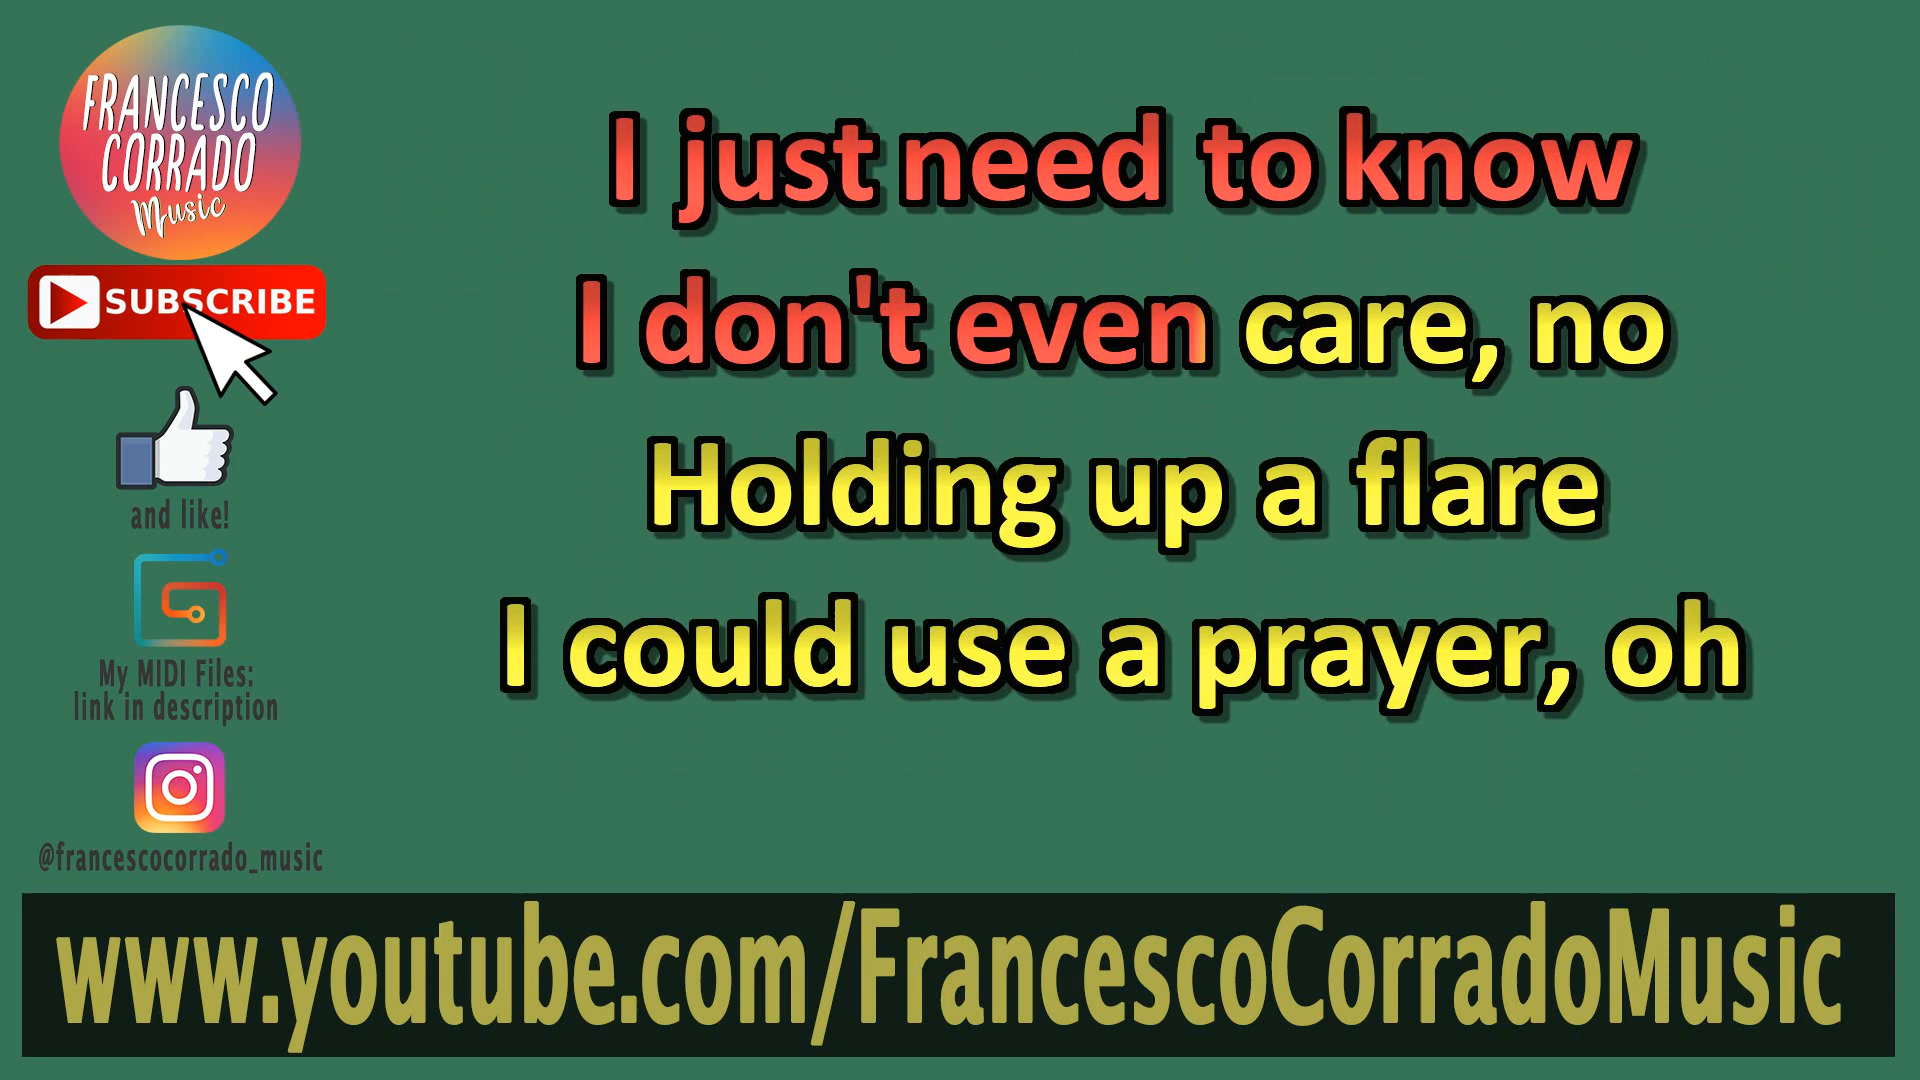 FRANCESCO
CORRADO
Music
SUBSCRIBE
and like!
My MIDI Files:
link in description
@francescocorrado_music
I just need to know
I don't even care, no
Holding up a flare
I could use a prayer, oh
www.youtube.com/FrancescoCorradoMusic